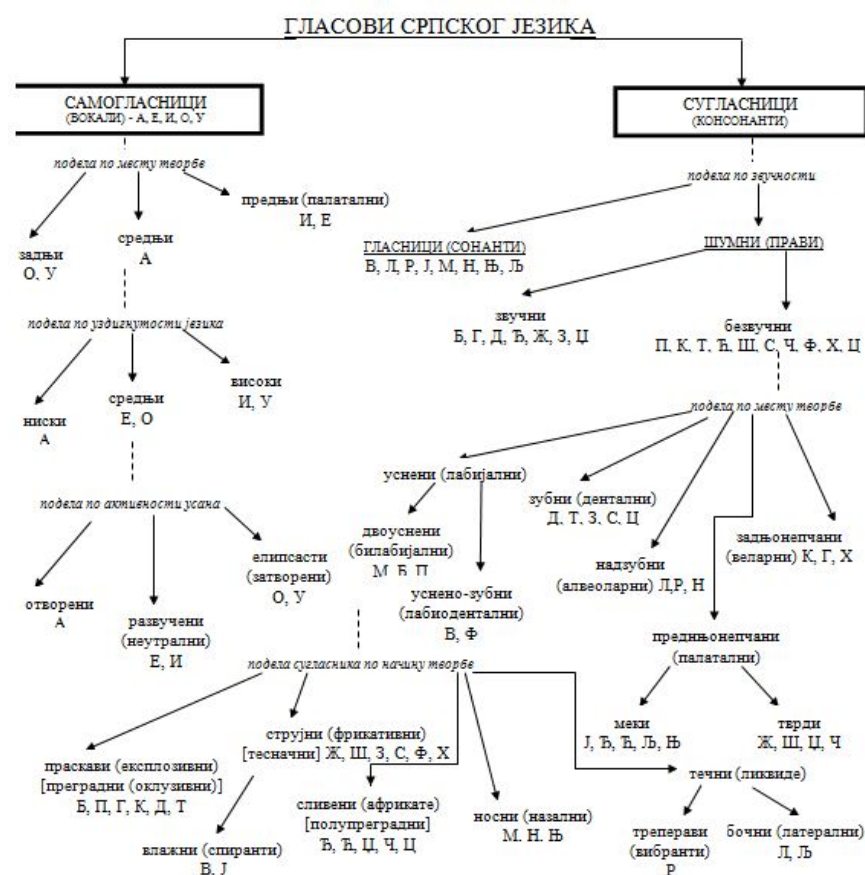 ГЛАСОВИ СРПСКОГ ЈЕЗИКА
САМОГЛАСНИЦИ
(ВОКАЛИ) - А, Е, И, О, У
подела по месту творбе
предњи (палатални)
И, Е
средњи
А
задњи
О, У
подела по уздигнутости језика
високи
И, У
средњи
Е, О
ниски
А
подела по активности усана
елипсасти
(затворени)
О, У
отворени
А
развучени
(неутрални)
Е, И
СУГЛАСНИЦИ
(КОНСОНАНТИ)
подела по звучности
ГЛАСНИЦИ (СОНАНТИ)
В, Л, Р, Ј, М, Н, Њ, Љ
ШУМНИ (ПРАВИ)
звучни
Б, Г, Д, Ђ, Ж, З, Џ
безвучни
П, К, Т, Ћ, Ш, С, Ч, Ф, Х, Ц
подела по месту творбе
уснени (лабијални)
двоуснени
(билабијални)
М, Б, П
уснено-зубни
(лабиодентални)
В, Ф
зубни (дентални)
Д, Т, З, С, Ц
надзубни
(алвеоларни) Л,Р, Н
задњонепчани
(веларни) К, Г, Х
предњонепчани
(палатални)
меки
Ј, Ђ, Ћ, Љ, Њ
тврди
Ж, Ш, Џ, Ч
подела сугласника по начину творбе
праскави (експлозивни)
[преградни (оклузивни)]
Б, П, Г, К, Д, Т
струјни (фрикативни)
[тесначни] Ж, Ш, З, С, Ф, Х
влажни (спиранти)
В, Ј
сливени (африкате)
[полупреградни]
Ђ, Ћ, Џ, Ч, Ц
носни (назални)
М, Н, Њ
течни (ликвиде)
треперави
(вибранти)
Р
бочни (латерални)
Л, Љ